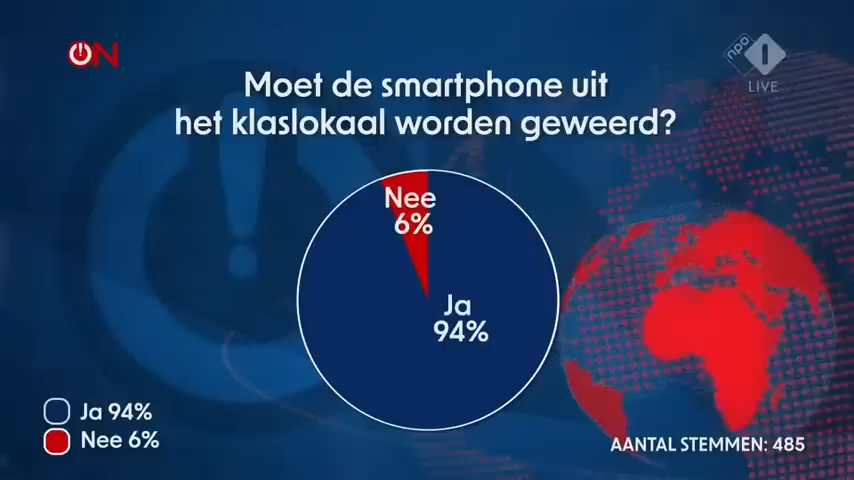 ON
npo
1
LIVE
Moet de smartphone uit
het klaslokaal worden geweerd?
Nee
6%
Ja
94%
Ja 94%
Nee 6%
AANTAL STEMMEN: 485